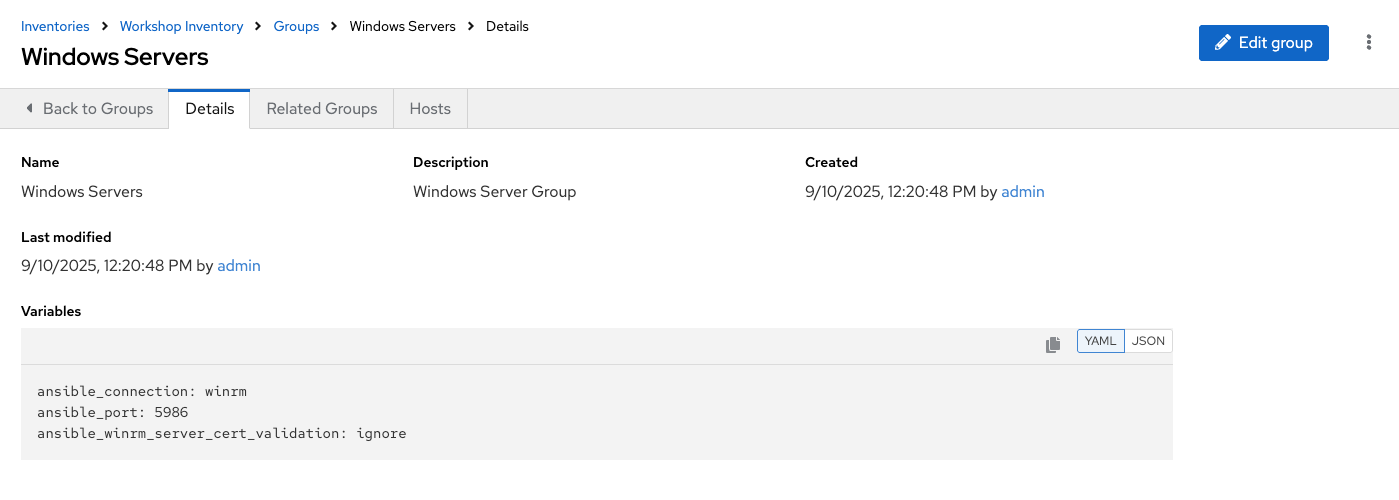 Inventories > Workshop Inventory > Groups > Windows Servers > Details
Windows Servers
Edit group
Back to Groups Details Related Groups Hosts
Name Description Created
Windows Servers Windows Server Group 9/10/2025, 12:20:48 PM by admin
Last modified
9/10/2025, 12:20:48 PM by admin
Variables
YAML JSON
ansible_connection: winrm
ansible_port: 5986
ansible_winrm_server_cert_validation: ignore